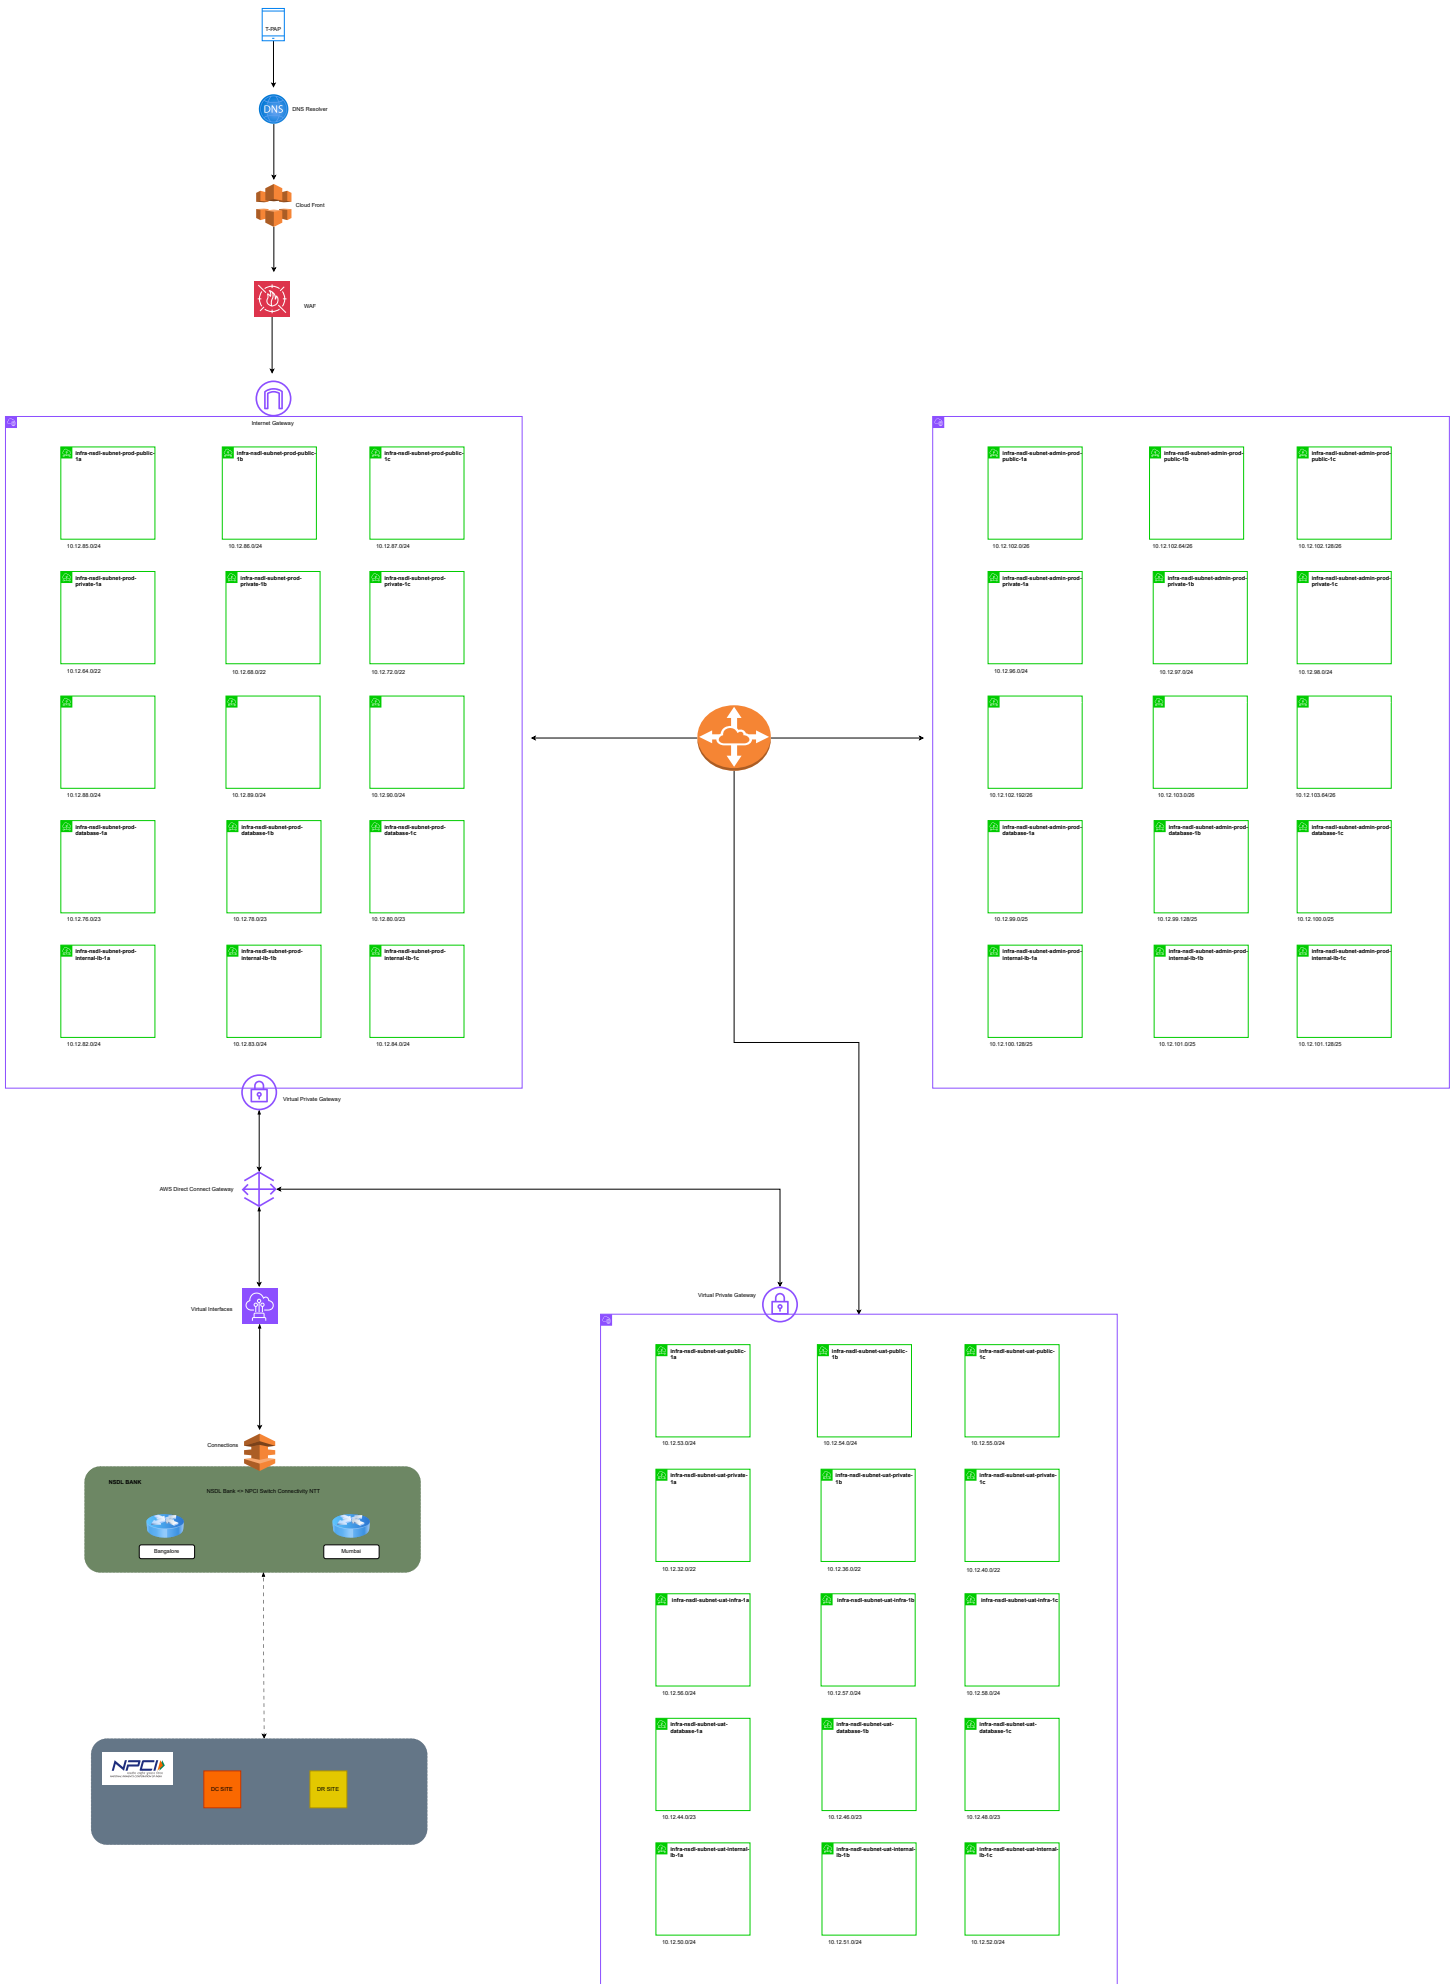 T-PAP
DNS
DNS Resolver
Cloud Front
WAF
Internet Gateway
infra-nsdl-subnet-prod-public-
1a
10.12.85.0/24
infra-nsdl-subnet-prod-public-
1b
10.12.86.0/24
infra-nsdl-subnet-prod-public-
1c
10.12.87.0/24
infra-nsdl-subnet-prod-
private-1a
10.12.64.0/22
infra-nsdl-subnet-prod-
private-1b
10.12.68.0/22
infra-nsdl-subnet-prod-
private-1c
10.12.72.0/22
10.12.88.0/24
10.12.89.0/24
10.12.90.0/24
infra-nsdl-subnet-prod-
database-1a
10.12.76.0/23
infra-nsdl-subnet-prod-
database-1b
10.12.78.0/23
infra-nsdl-subnet-prod-
database-1c
10.12.80.0/23
infra-nsdl-subnet-prod-
internal-lb-1a
10.12.82.0/24
infra-nsdl-subnet-prod-
internal-lb-1b
10.12.83.0/24
infra-nsdl-subnet-prod-
internal-lb-1c
10.12.84.0/24
infra-nsdl-subnet-admin-prod-
public-1a
10.12.102.0/26
infra-nsdl-subnet-admin-prod-
public-1b
10.12.102.64/26
infra-nsdl-subnet-admin-prod-
public-1c
10.12.102.128/26
infra-nsdl-subnet-admin-prod-
private-1a
10.12.96.0/24
infra-nsdl-subnet-admin-prod-
private-1b
10.12.97.0/24
infra-nsdl-subnet-admin-prod-
private-1c
10.12.98.0/24
10.12.102.192/26
10.12.103.0/26
10.12.103.64/26
infra-nsdl-subnet-admin-prod-
database-1a
10.12.99.0/25
infra-nsdl-subnet-admin-prod-
database-1b
10.12.99.128/25
infra-nsdl-subnet-admin-prod-
database-1c
10.12.100.0/25
infra-nsdl-subnet-admin-prod-
internal-lb-1a
10.12.100.128/25
infra-nsdl-subnet-admin-prod-
internal-lb-1b
10.12.101.0/25
infra-nsdl-subnet-admin-prod-
internal-lb-1c
10.12.101.128/25
Virtual Private Gateway
AWS Direct Connect Gateway
Virtual Interfaces
Connections
NSDL BANK
NSDL Bank <> NPCI Switch Connectivity NTT
Bangalore
Mumbai
NPCI
DC SITE
DR SITE
Virtual Private Gateway
infra-nsdl-subnet-uat-public-
1a
10.12.53.0/24
infra-nsdl-subnet-uat-public-
1b
10.12.54.0/24
infra-nsdl-subnet-uat-public-
1c
10.12.55.0/24
infra-nsdl-subnet-uat-private-
1a
10.12.32.0/22
infra-nsdl-subnet-uat-private-
1b
10.12.36.0/22
infra-nsdl-subnet-uat-private-
1c
10.12.40.0/22
infra-nsdl-subnet-uat-infra-1a
10.12.56.0/24
infra-nsdl-subnet-uat-infra-1b
10.12.57.0/24
infra-nsdl-subnet-uat-infra-1c
10.12.58.0/24
infra-nsdl-subnet-uat-
database-1a
10.12.44.0/23
infra-nsdl-subnet-uat-
database-1b
10.12.46.0/23
infra-nsdl-subnet-uat-
database-1c
10.12.48.0/23
infra-nsdl-subnet-uat-internal-
lb-1a
10.12.50.0/24
infra-nsdl-subnet-uat-internal-
lb-1b
10.12.51.0/24
infra-nsdl-subnet-uat-internal-
lb-1c
10.12.52.0/24